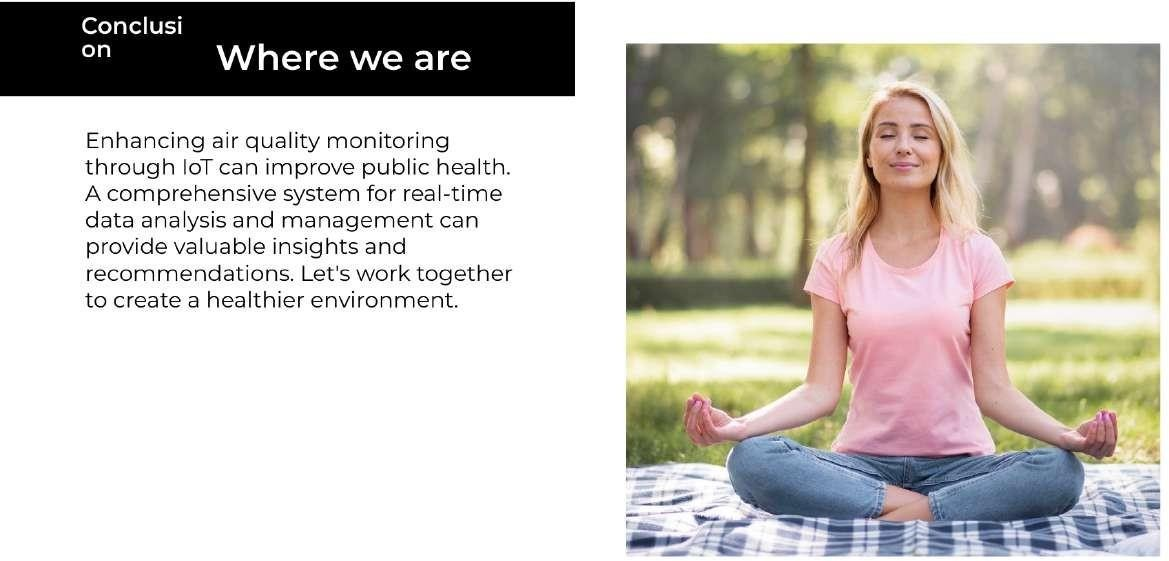 Conclusi
on
Where we are
Enhancing air quality monitoring
through IoT can improve public health.
A comprehensive system for real-time
data analysis and management can
provide valuable insights and
recommendations. Let's work together
to create a healthier environment.